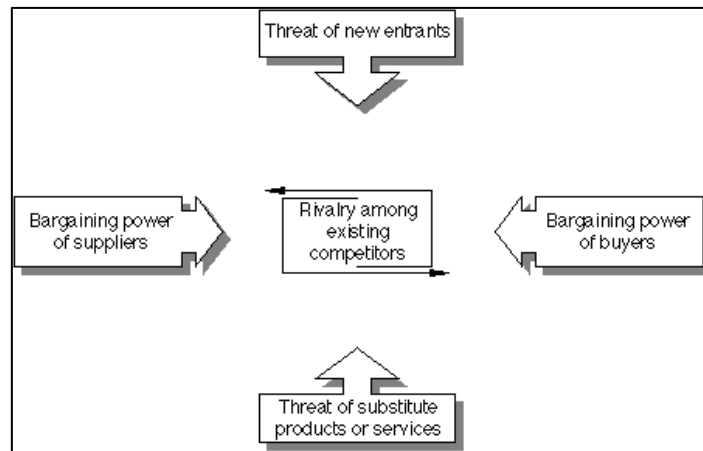 Threat of new entrants
Bargaining power
of suppliers
Rivalry among
existing
competitors
Bargaining power
of buyers
Threat of substitute
products or services